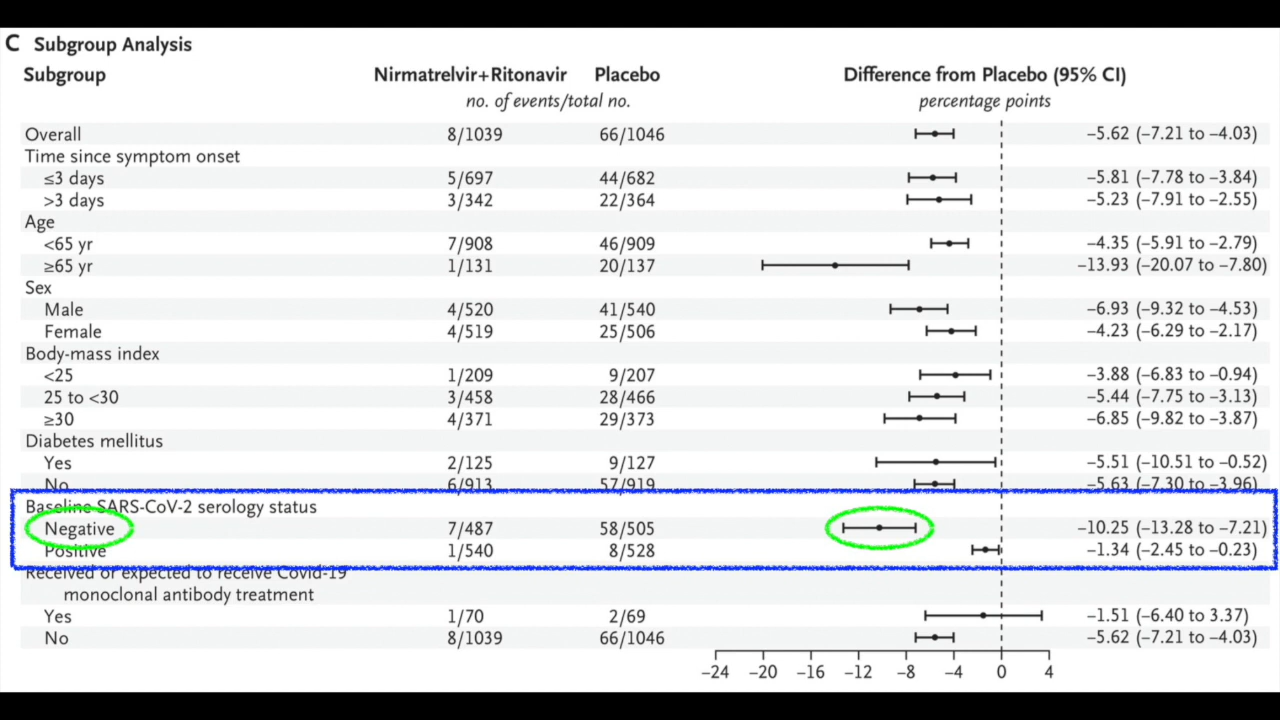 C Subgroup Analysis
Subgroup Nirmatrelvir+Ritonavir Placebo Difference from Placebo (95% CI)
no. of events/total no. percentage points
Overall 8/1039 66/1046 –5.62 (–7.21 to –4.03)
Time since symptom onset
≤3 days 5/697 44/682 –5.81 (–7.78 to –3.84)
>3 days 3/342 22/364 –5.23 (–7.91 to –2.55)
Age
<65 yr 7/908 46/909 –4.35 (–5.91 to –2.79)
≥65 yr 1/131 20/137 –13.93 (–20.07 to –7.80)
Sex
Male 4/520 41/540 –6.93 (–9.32 to –4.53)
Female 4/519 25/506 –4.23 (–6.29 to –2.17)
Body-mass index
<25 1/209 9/207 –3.88 (–6.83 to –0.94)
25 to <30 3/458 28/466 –5.44 (–7.75 to –3.13)
≥30 4/371 29/373 –6.85 (–9.82 to –3.87)
Diabetes mellitus
Yes 2/125 9/127 –5.51 (–10.51 to –0.52)
No 6/913 57/919 –5.63 (–7.30 to –3.96)
Baseline SARS-CoV-2 serology status
Negative 7/487 58/505 –10.25 (–13.28 to –7.21)
Positive 1/540 8/528 –1.34 (–2.45 to –0.23)
Received or expected to receive Covid-19
monoclonal antibody treatment
Yes 1/70 2/69 –1.51 (–6.40 to 3.37)
No 8/1039 66/1046 –5.62 (–7.21 to –4.03)
–24 –20 –16 –12 –8 –4 0 4